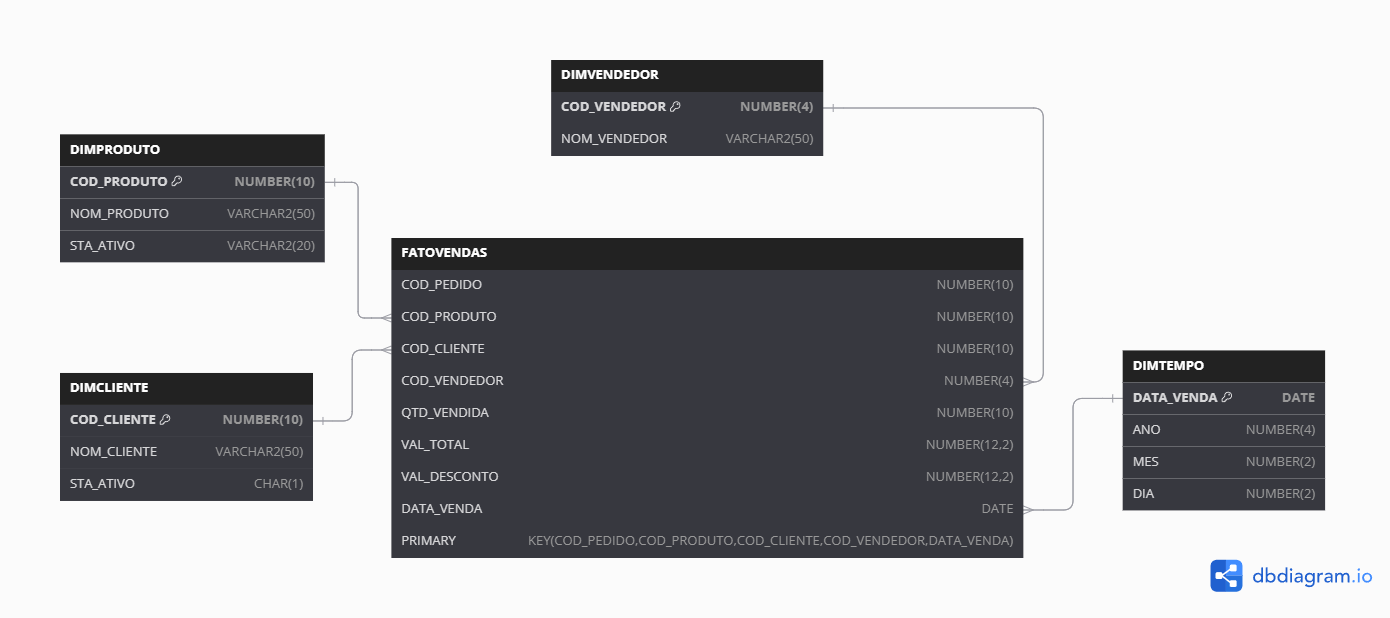 DIMVENDEDOR
COD_VENDEDOR NUMBER(4)
NOM_VENDEDOR VARCHAR2(50)
DIMPRODUTO
COD_PRODUTO NUMBER(10)
NOM_PRODUTO VARCHAR2(50)
STA_ATIVO VARCHAR2(20)
FATOVENDAS
COD_PEDIDO NUMBER(10)
COD_PRODUTO NUMBER(10)
COD_CLIENTE NUMBER(10)
COD_VENDEDOR NUMBER(4)
QTD_VENDIDA NUMBER(10)
VAL_TOTAL NUMBER(12,2)
VAL_DESCONTO NUMBER(12,2)
DATA_VENDA DATE
PRIMARY KEY(COD_PEDIDO,COD_PRODUTO,COD_CLIENTE,COD_VENDEDOR,DATA_VENDA)
DIMCLIENTE
COD_CLIENTE NUMBER(10)
NOM_CLIENTE VARCHAR2(50)
STA_ATIVO CHAR(1)
DIMTEMPO
DATA_VENDA DATE
ANO NUMBER(4)
MES NUMBER(2)
DIA NUMBER(2)
dbdiagram.io